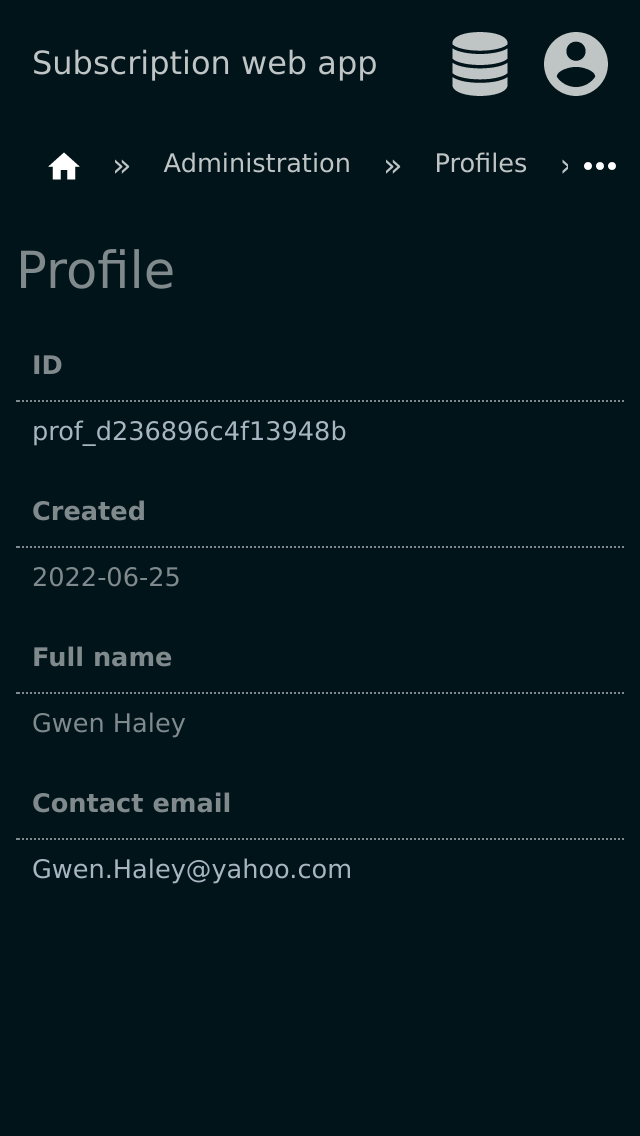 Subscription web app
» Administration » Profiles › •••
Profile
ID
prof_d236896c4f13948b
Created
2022-06-25
Full name
Gwen Haley
Contact email
Gwen.Haley@yahoo.com